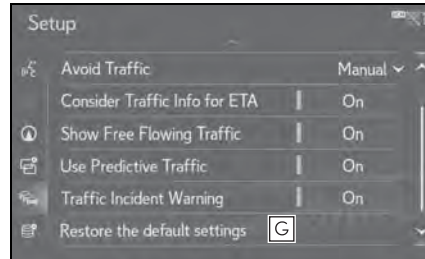 Setup
Avoid Traffic Manual
Consider Traffic Info for ETA On
Show Free Flowing Traffic On
Use Predictive Traffic On
Traffic Incident Warning On
Restore the default settings G